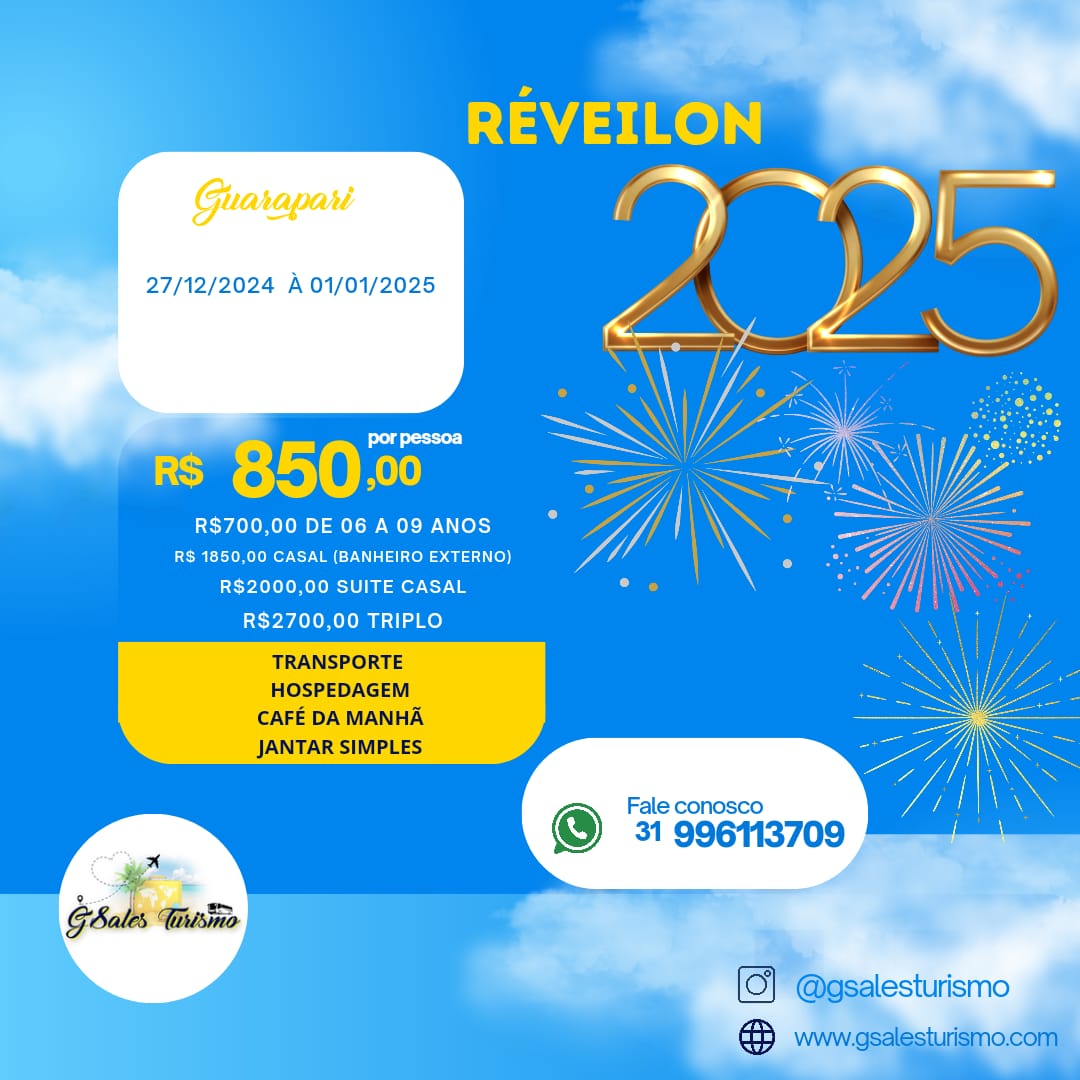 RÉVEILON
2025
Guarapari
27/12/2024 À 01/01/2025
por pessoa
R$ 850,00
R$700,00 DE 06 A 09 ANOS
R$ 1850,00 CASAL (BANHEIRO EXTERNO)
R$2000,00 SUITE CASAL
R$2700,00 TRIPLO
TRANSPORTE
HOSPEDAGEM
CAFÉ DA MANHÃ
JANTAR SIMPLES
Fale conosco
31 996113709
GSales Turismo
@gsalesturismo
www.gsalesturismo.com